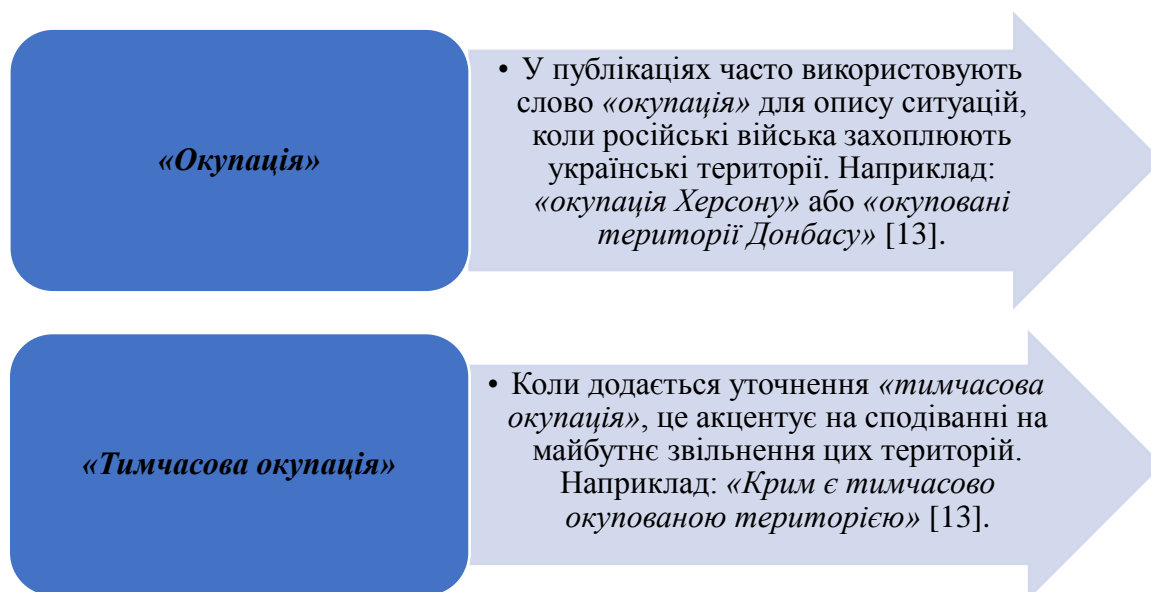 «Окупація»
• У публікаціях часто використовують
слово «окупація» для опису ситуацій,
коли російські війська захоплюють
українські території. Наприклад:
«окупація Херсону» або «окуповані
території Донбасу» [13].
«Тимчасова окупація»
• Коли додається уточнення «тимчасова
окупація», це акцентує на сподіванні на
майбутнє звільнення цих територій.
Наприклад: «Крим є тимчасово
окупованою територією» [13].